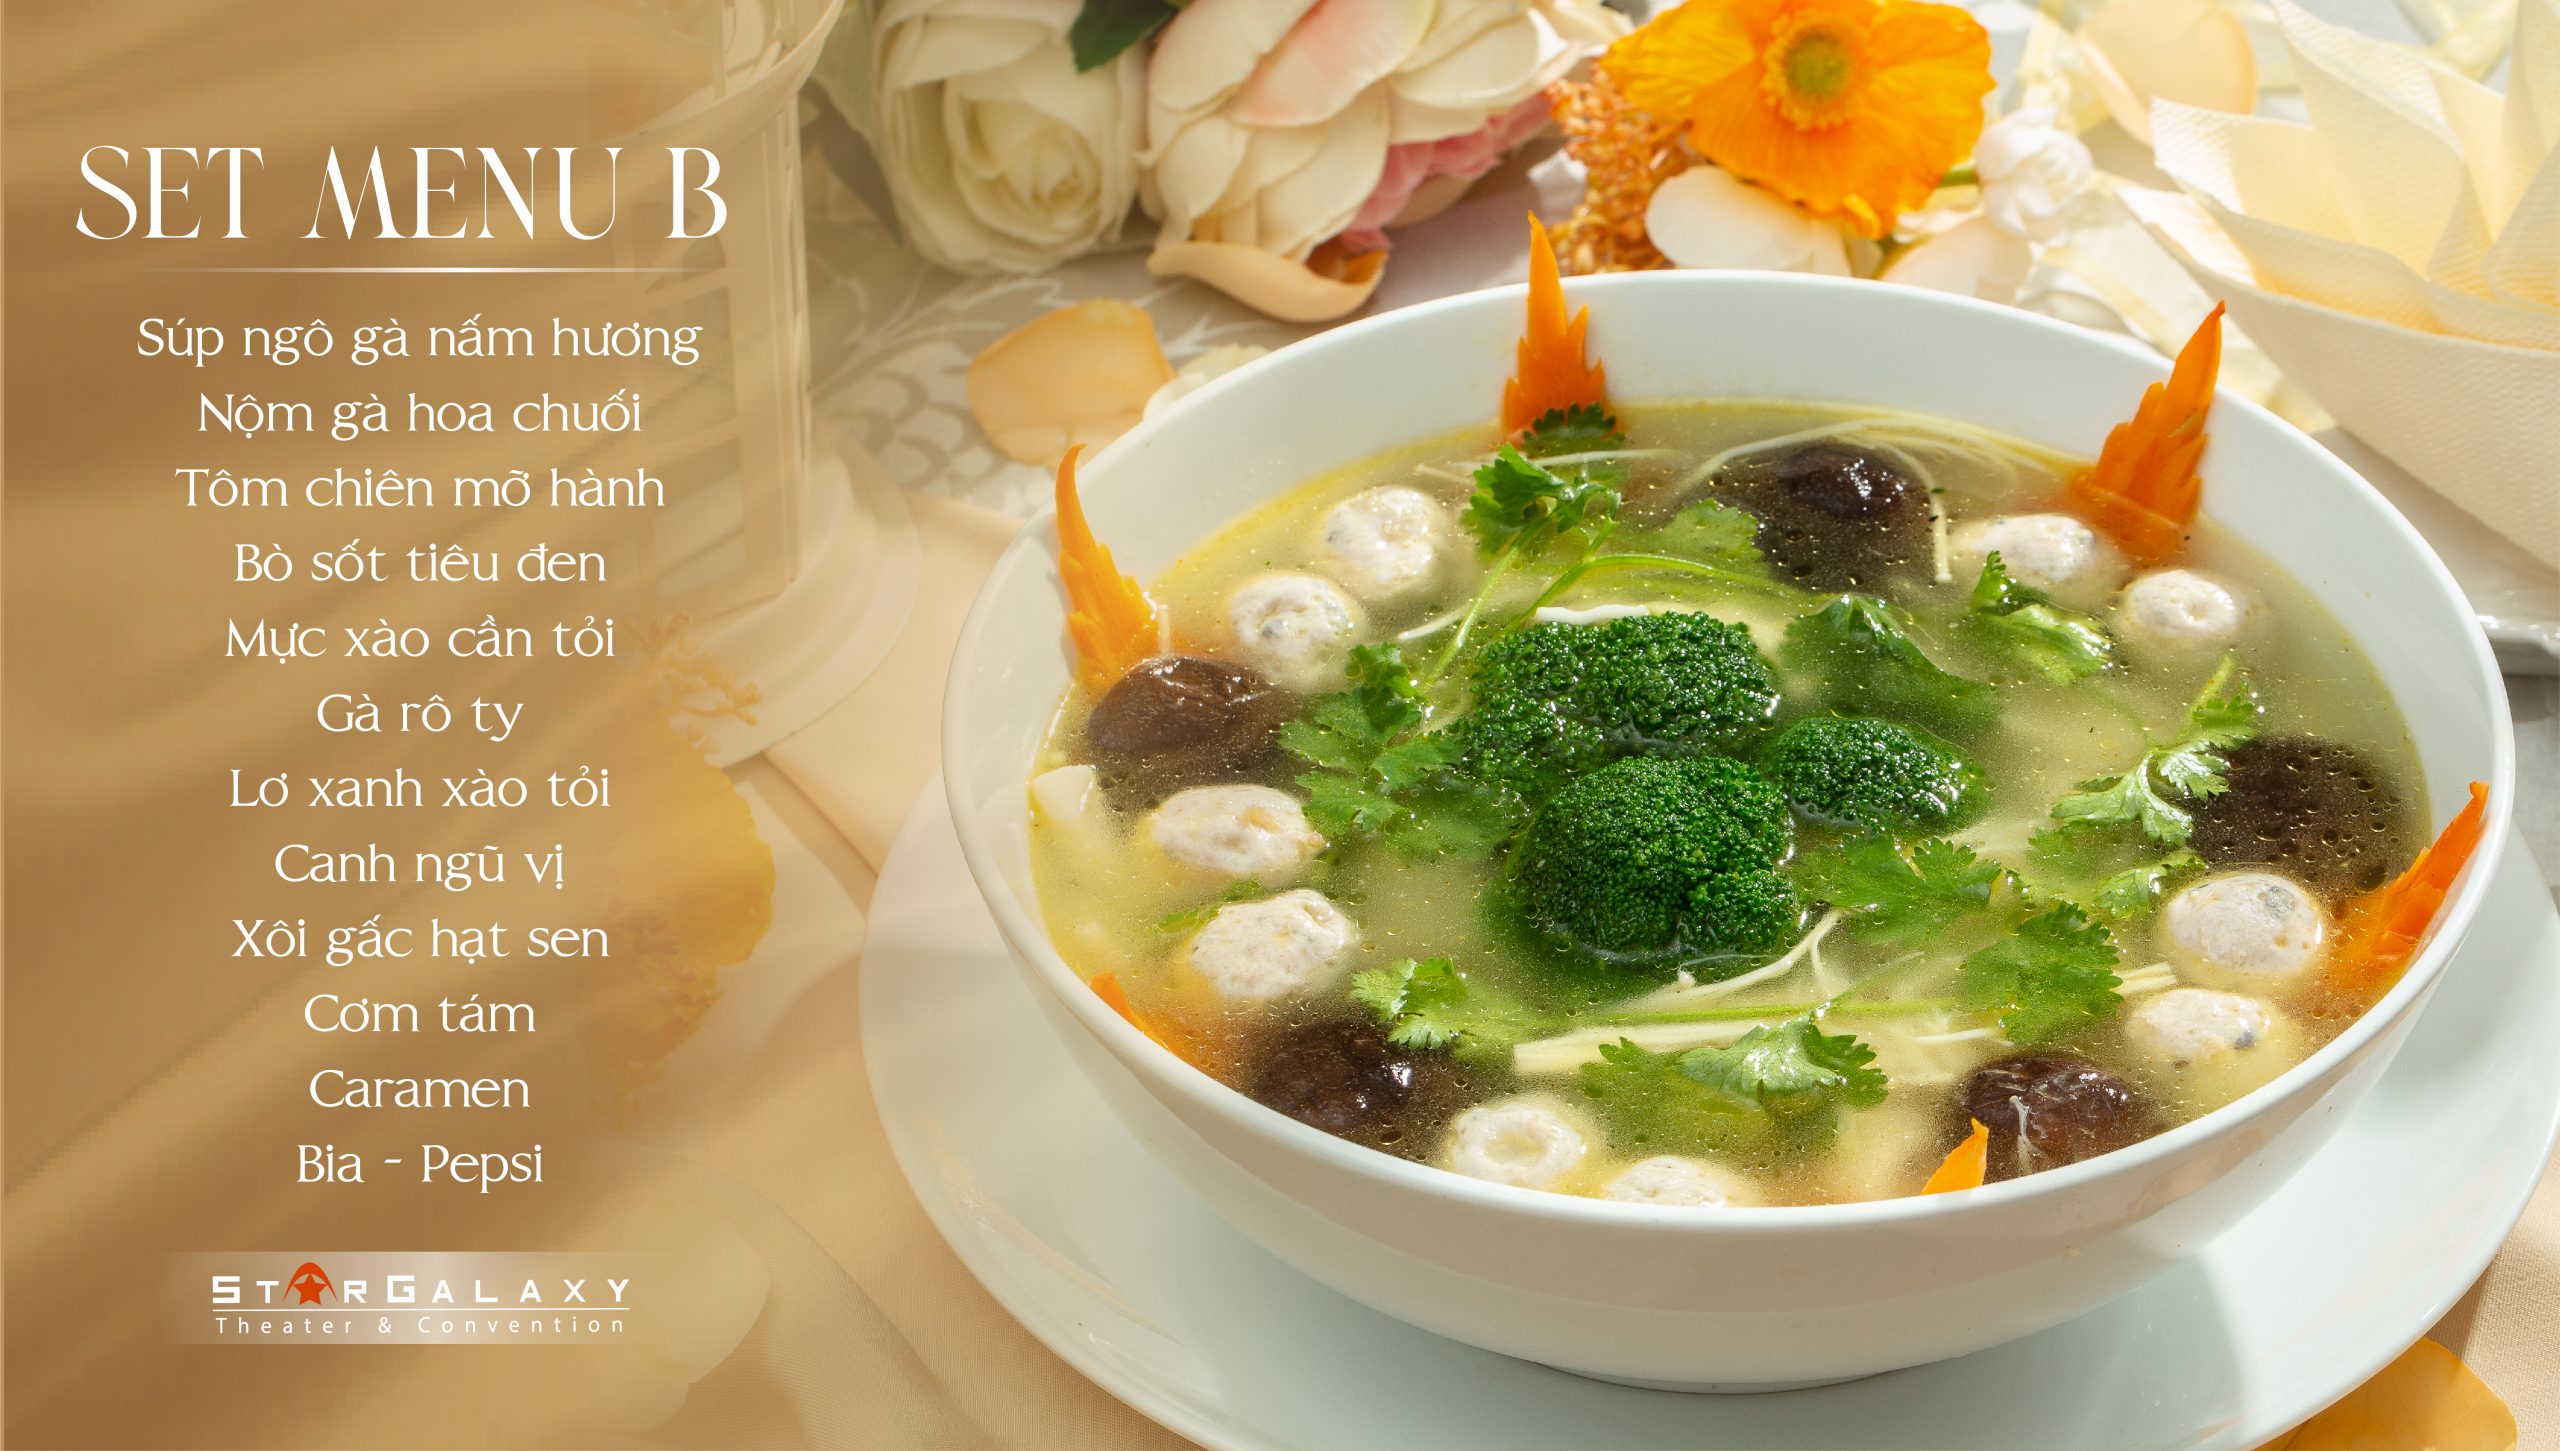 SET MENU B
Súp ngô gà nấm hương
Nộm gà hoa chuối
Tôm chiên mỡ hành
Bò sốt tiêu đen
Mực xào cần tỏi
Gà rô ty
Lơ xanh xào tỏi
Canh ngũ vị
Xôi gấc hạt sen
Cơm tám
Caramen
Bia - Pepsi
STARGALAXY
Theater & Convention